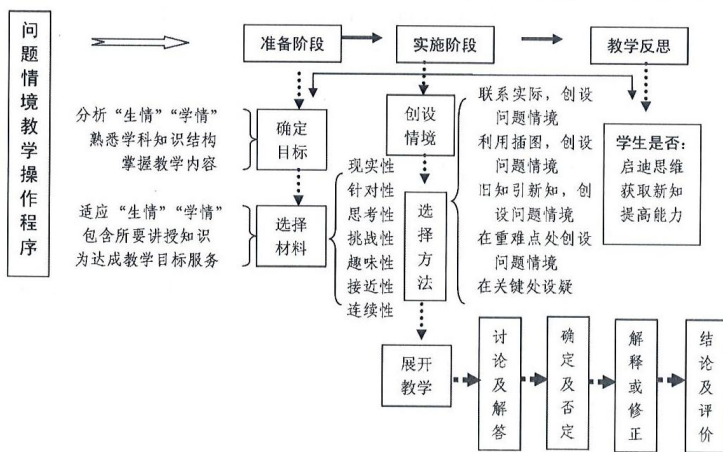 问题情境教学操作程序
准备阶段
实施阶段
教学反思
分析“生情”“学情”
熟悉学科知识结构
掌握教学内容
确定
目标
适应“生情”“学情”
包含所要讲授知识
为达成教学目标服务
选择
材料
现实性
针对性
思考性
挑战性
趣味性
接近性
连续性
创设
情境
选择方法
联系实际，创设
问题情境
利用插图，创设
问题情境
旧知引新知，创
设问题情境
在重难点处创设
问题情境
在关键处设疑
学生是否：
启迪思维
获取新知
提高能力
展开
教学
讨论及解答
确定及否定
解释或修正
结论及评价